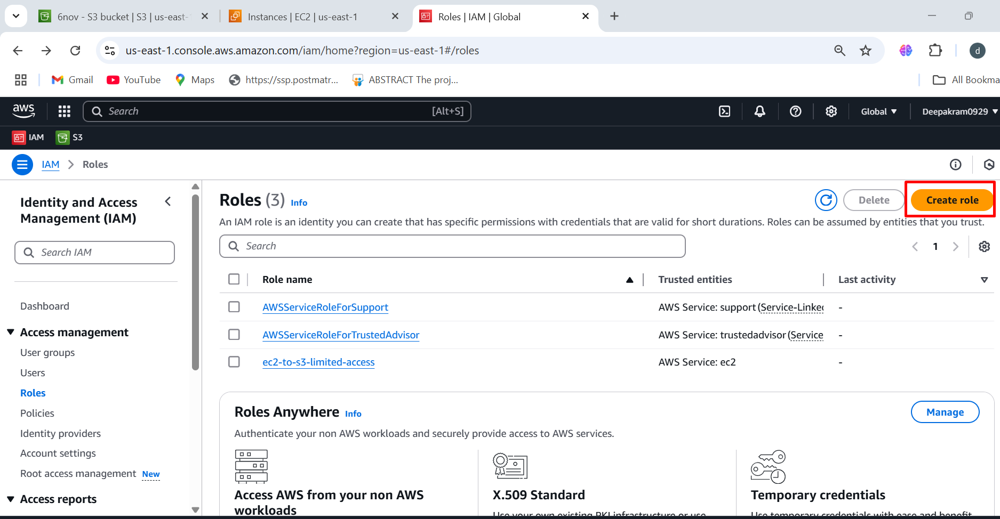 6nov - S3 bucket | S3 | us-east-
Instances | EC2 | us-east-1
Roles | IAM | Global
us-east-1.console.aws.amazon.com/iam/home?region=us-east-1#/roles
d
Gmail
YouTube
Maps
https://ssp.postmatr...
ABSTRACT The proj...
All Bookma
aws
Search
[Alt+S]
Global
Deepakram0929
IAM
S3
IAM
Roles
Identity and Access
Management (IAM)
Search IAM
Dashboard
Access management
User groups
Users
Roles
Policies
Identity providers
Account settings
Root access management New
Access reports
Roles (3) Info
Delete
Create role
An IAM role is an identity you can create that has specific permissions with credentials that are valid for short durations. Roles can be assumed by entities that you trust.
Search
1
Role name
Trusted entities
Last activity
AWSServiceRoleForSupport
AWS Service: support (Service-Linked
-
AWSServiceRoleForTrustedAdvisor
AWS Service: trustedadvisor (Service
-
ec2-to-s3-limited-access
AWS Service: ec2
-
Roles Anywhere Info
Manage
Authenticate your non AWS workloads and securely provide access to AWS services.
Access AWS from your non AWS
workloads
X.509 Standard
Use your own existing PKI infrastructure or use
Temporary credentials
Use temporary credentials with ease and benefit